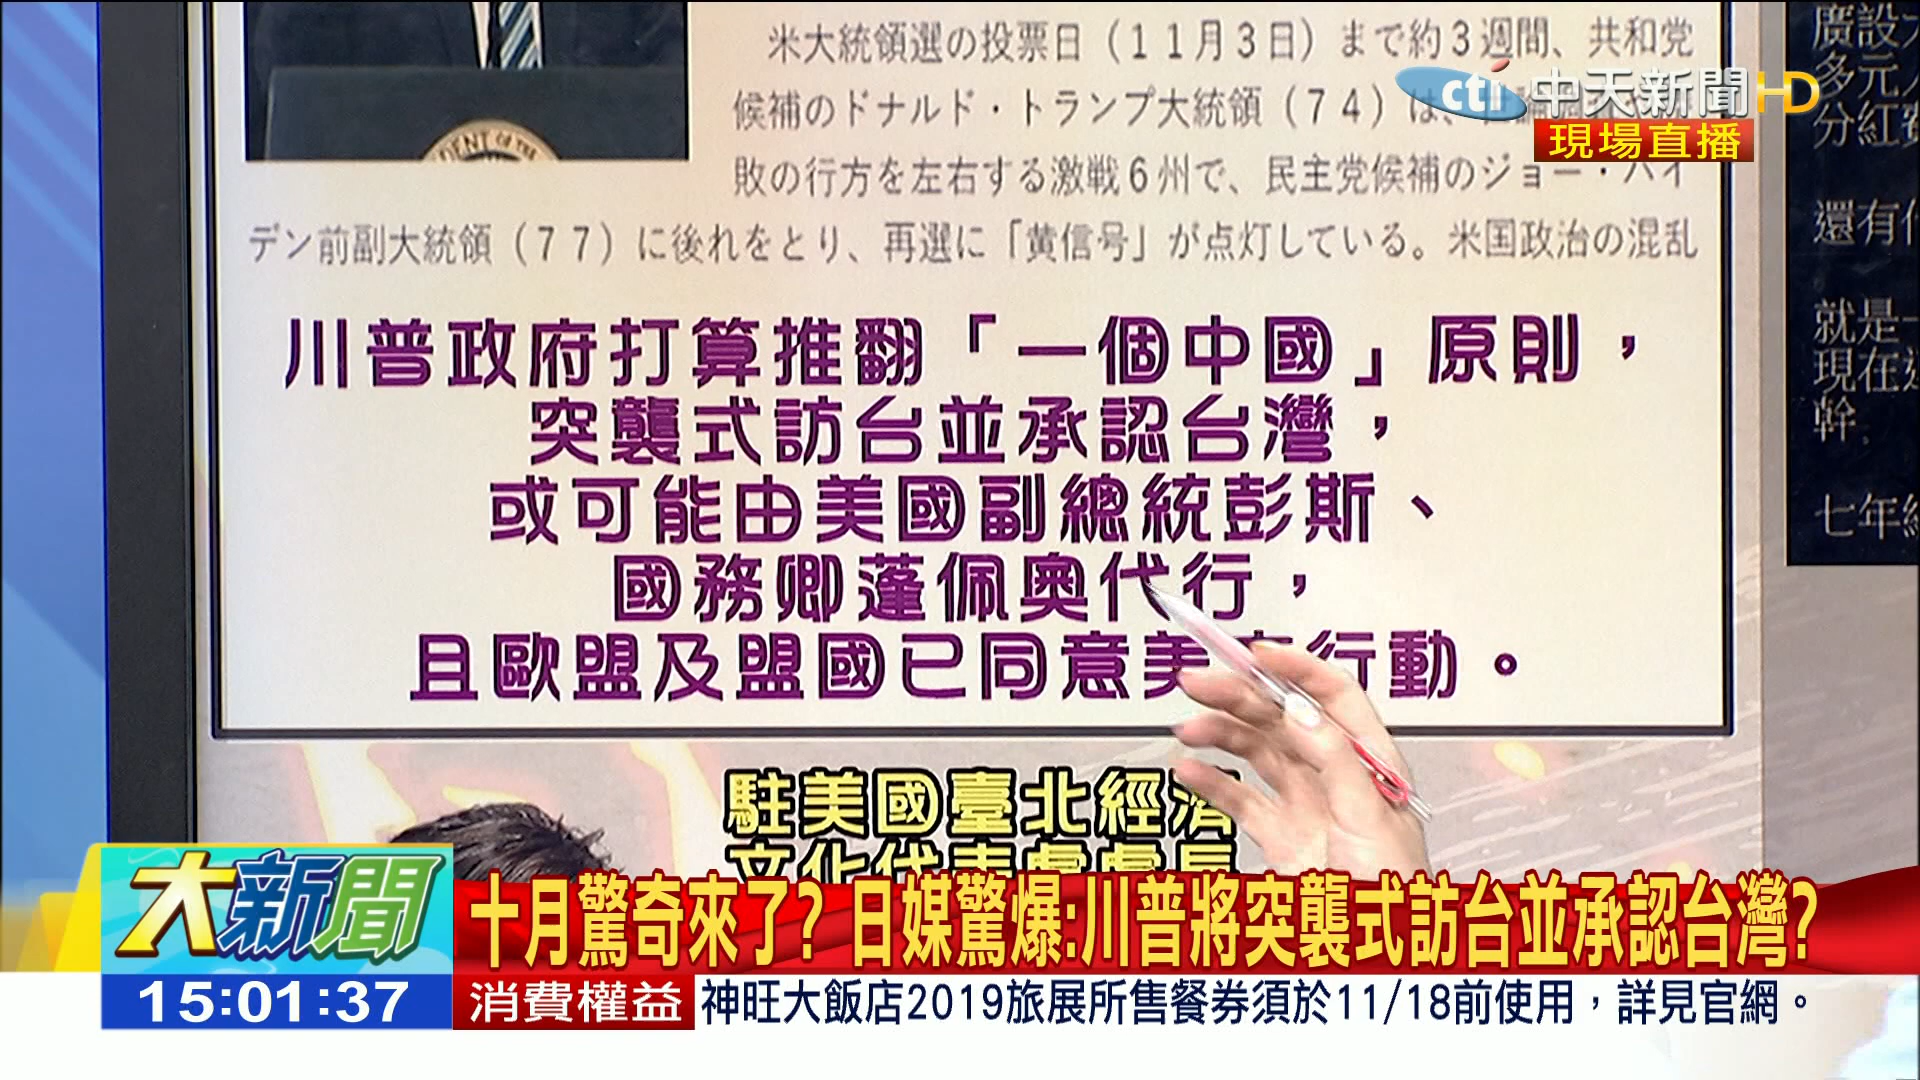 米大統領選の投票日（１１月３日）まで約３週間、共和党
候補のドナルド・トランプ大統領（７４）は、
敗の行方を左右する激戦６州で、民主党候補のジョー・バイ
デン前副大統領（７７）に後れをとり、再選に「黄信号」が点灯している。米国政治の混乱
川普政府打算推翻「一個中國」原則，
突襲式訪台並承認台灣，
或可能由美國副總統彭斯、
國務卿蓬佩奧代行，
且歐盟及盟國已同意美 行動。
駐美國臺北經濟
文化代表處處長
cti 中天新聞HD
現場直播
廣設
多元
分紅
還有
就是
現在
幹
七年
大新聞
十月驚奇來了? 日媒驚爆:川普將突襲式訪台並承認台灣?
15:01:37
消費權益 神旺大飯店2019旅展所售餐券須於11/18前使用，詳見官網。